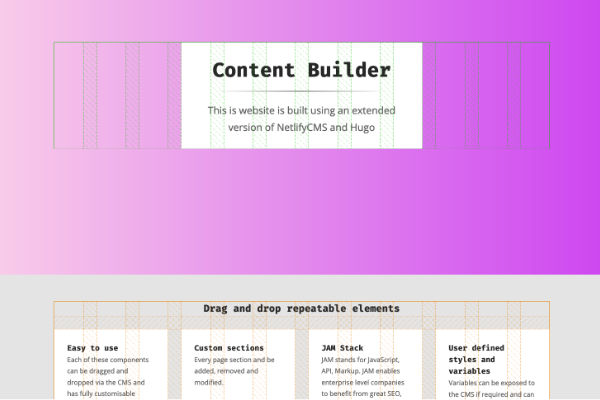 Content Builder
This is website is built using an extended
version of NetlifyCMS and Hugo
Drag and drop repeatable elements
Easy to use
Each of these components
can be dragged and
dropped via the CMS and
has fully customisable
Custom sections
Every page section and be
added, removed and
modified.
JAM Stack
JAM stands for JavaScript,
API, Markup. JAM enables
enterprise level companies
to benefit from great SEO,
User defined
styles and
variables
Variables can be exposed to
the CMS if required and can